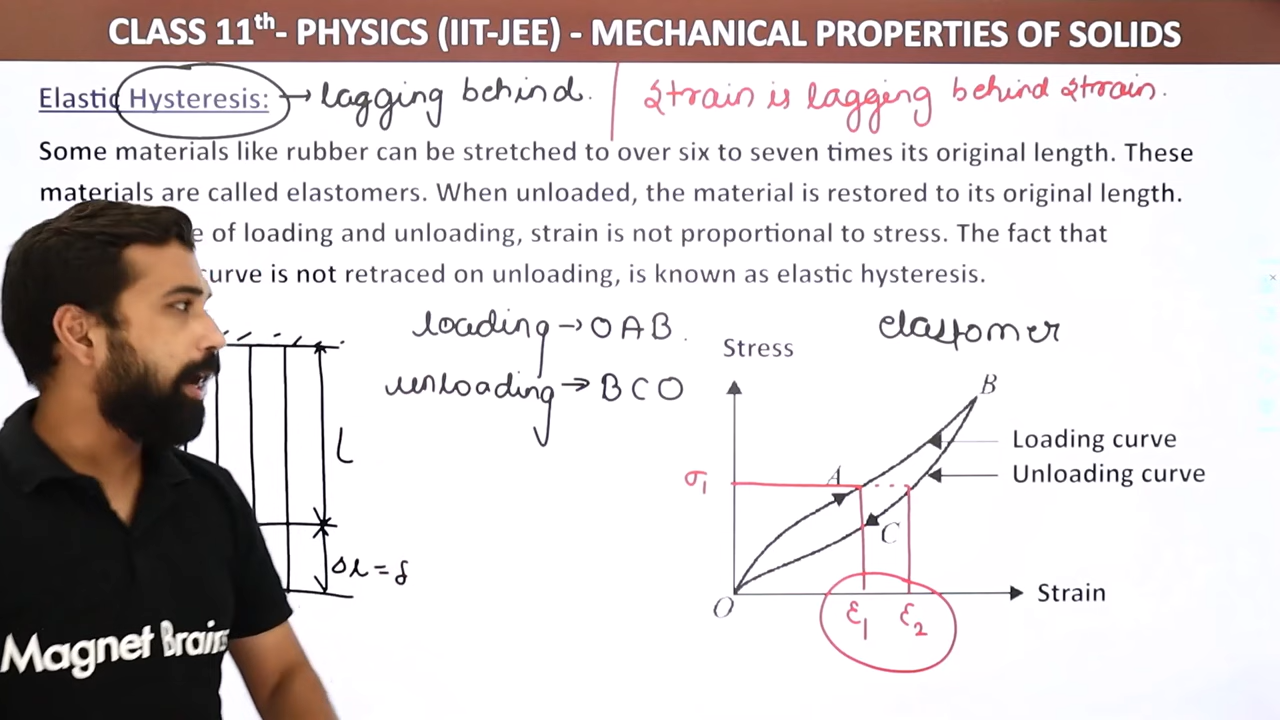 CLASS 11th- PHYSICS (IIT-JEE) - MECHANICAL PROPERTIES OF SOLIDS
Elastic Hysteresis: → lagging behind. | Strain is lagging behind strain.
Some materials like rubber can be stretched to over six to seven times its original length. These
materials are called elastomers. When unloaded, the material is restored to its original length.
e of loading and unloading, strain is not proportional to stress. The fact that
urve is not retraced on unloading, is known as elastic hysteresis.
loading → OAB.
unloading → BCO
elastomer
Stress
B
Loading curve
Unloading curve
A
σ1
C
O
Strain
ε1 ε2
L
Δl = δ
Magnet Brains